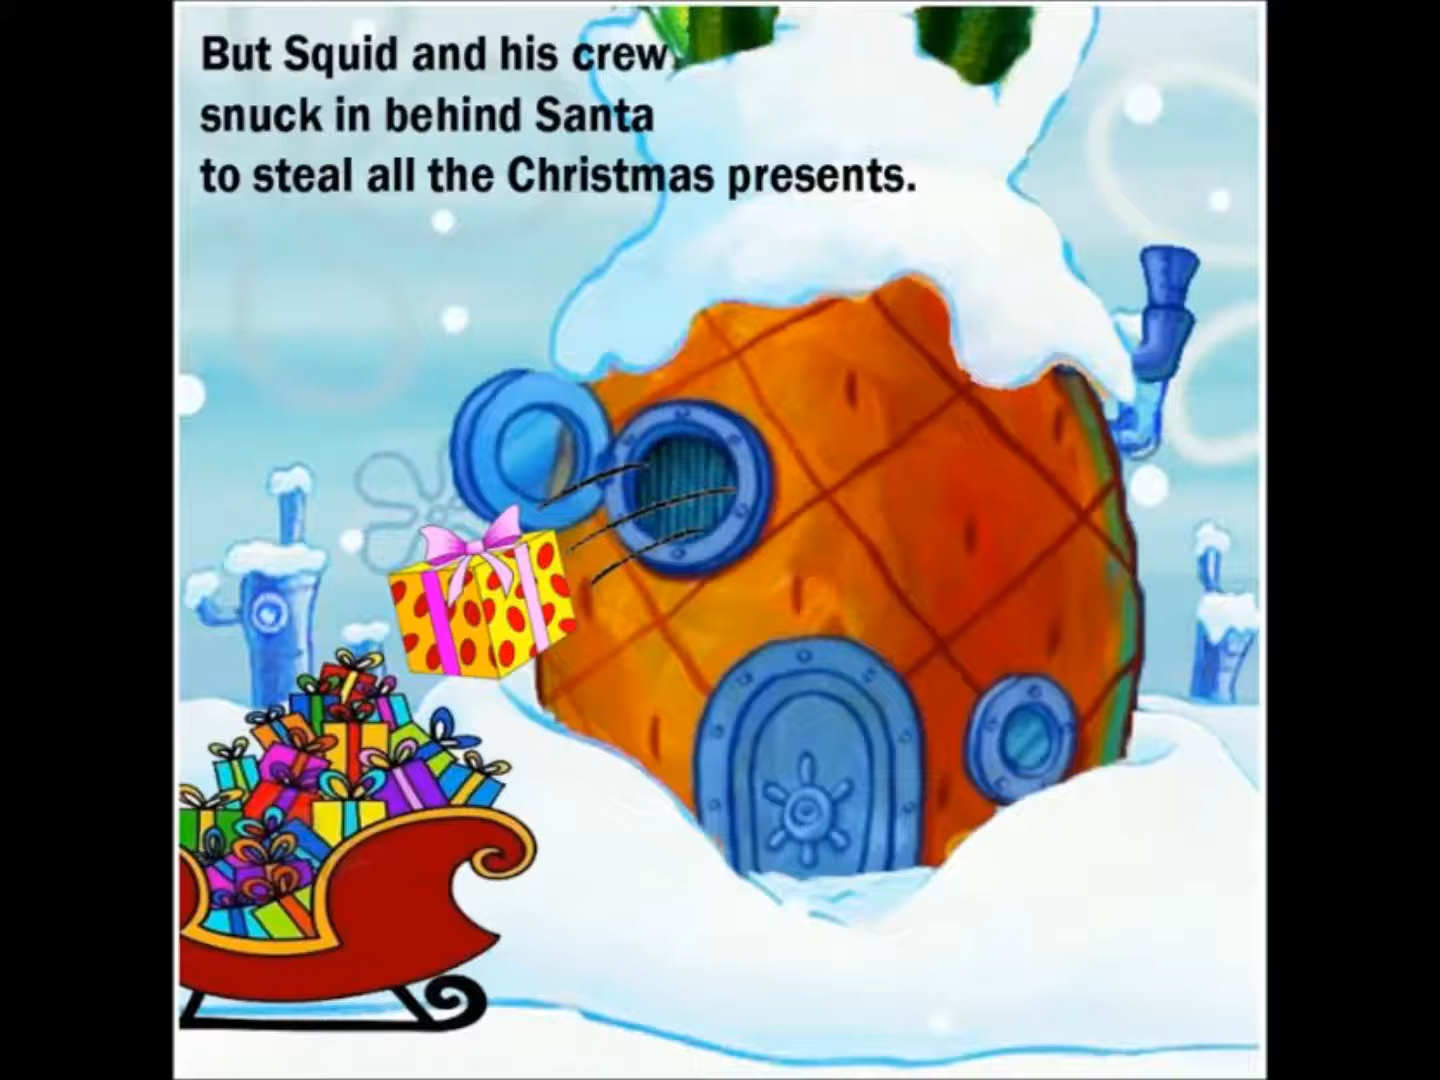 But Squid and his crew
snuck in behind Santa
to steal all the Christmas presents.